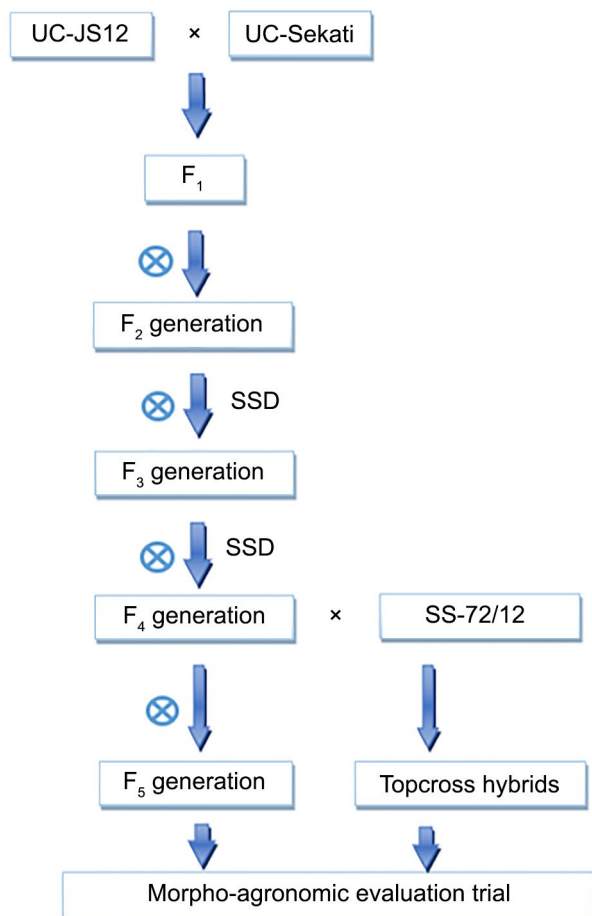 UC-JS12 × UC-Sekati
F₁
F₂ generation
SSD
F₃ generation
SSD
F₄ generation × SS-72/12
F₅ generation Topcross hybrids
Morpho-agronomic evaluation trial